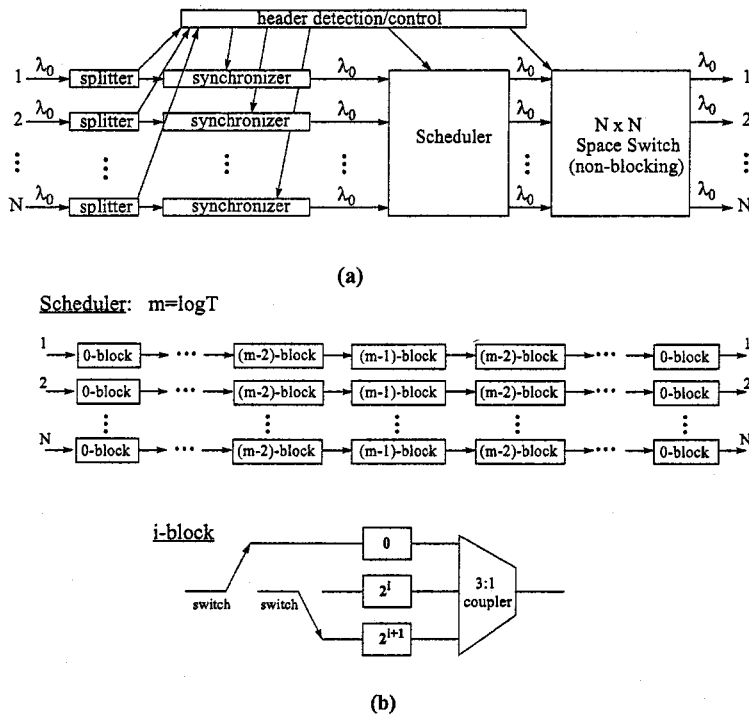 header detection/control
1 λ0 splitter synchronizer λ0 λ0 λ0 1
2 λ0 splitter synchronizer λ0 Scheduler λ0 N x N Space Switch (non-blocking) λ0 2
N λ0 splitter synchronizer λ0 λ0 λ0 N
(a)
Scheduler: m=logT
1 0-block ••• (m-2)-block (m-1)-block (m-2)-block ••• 0-block 1
2 0-block ••• (m-2)-block (m-1)-block (m-2)-block ••• 0-block 2
N 0-block ••• (m-2)-block (m-1)-block (m-2)-block ••• 0-block N
i-block
0
switch switch 2^i 3:1 coupler
2^i+1
(b)